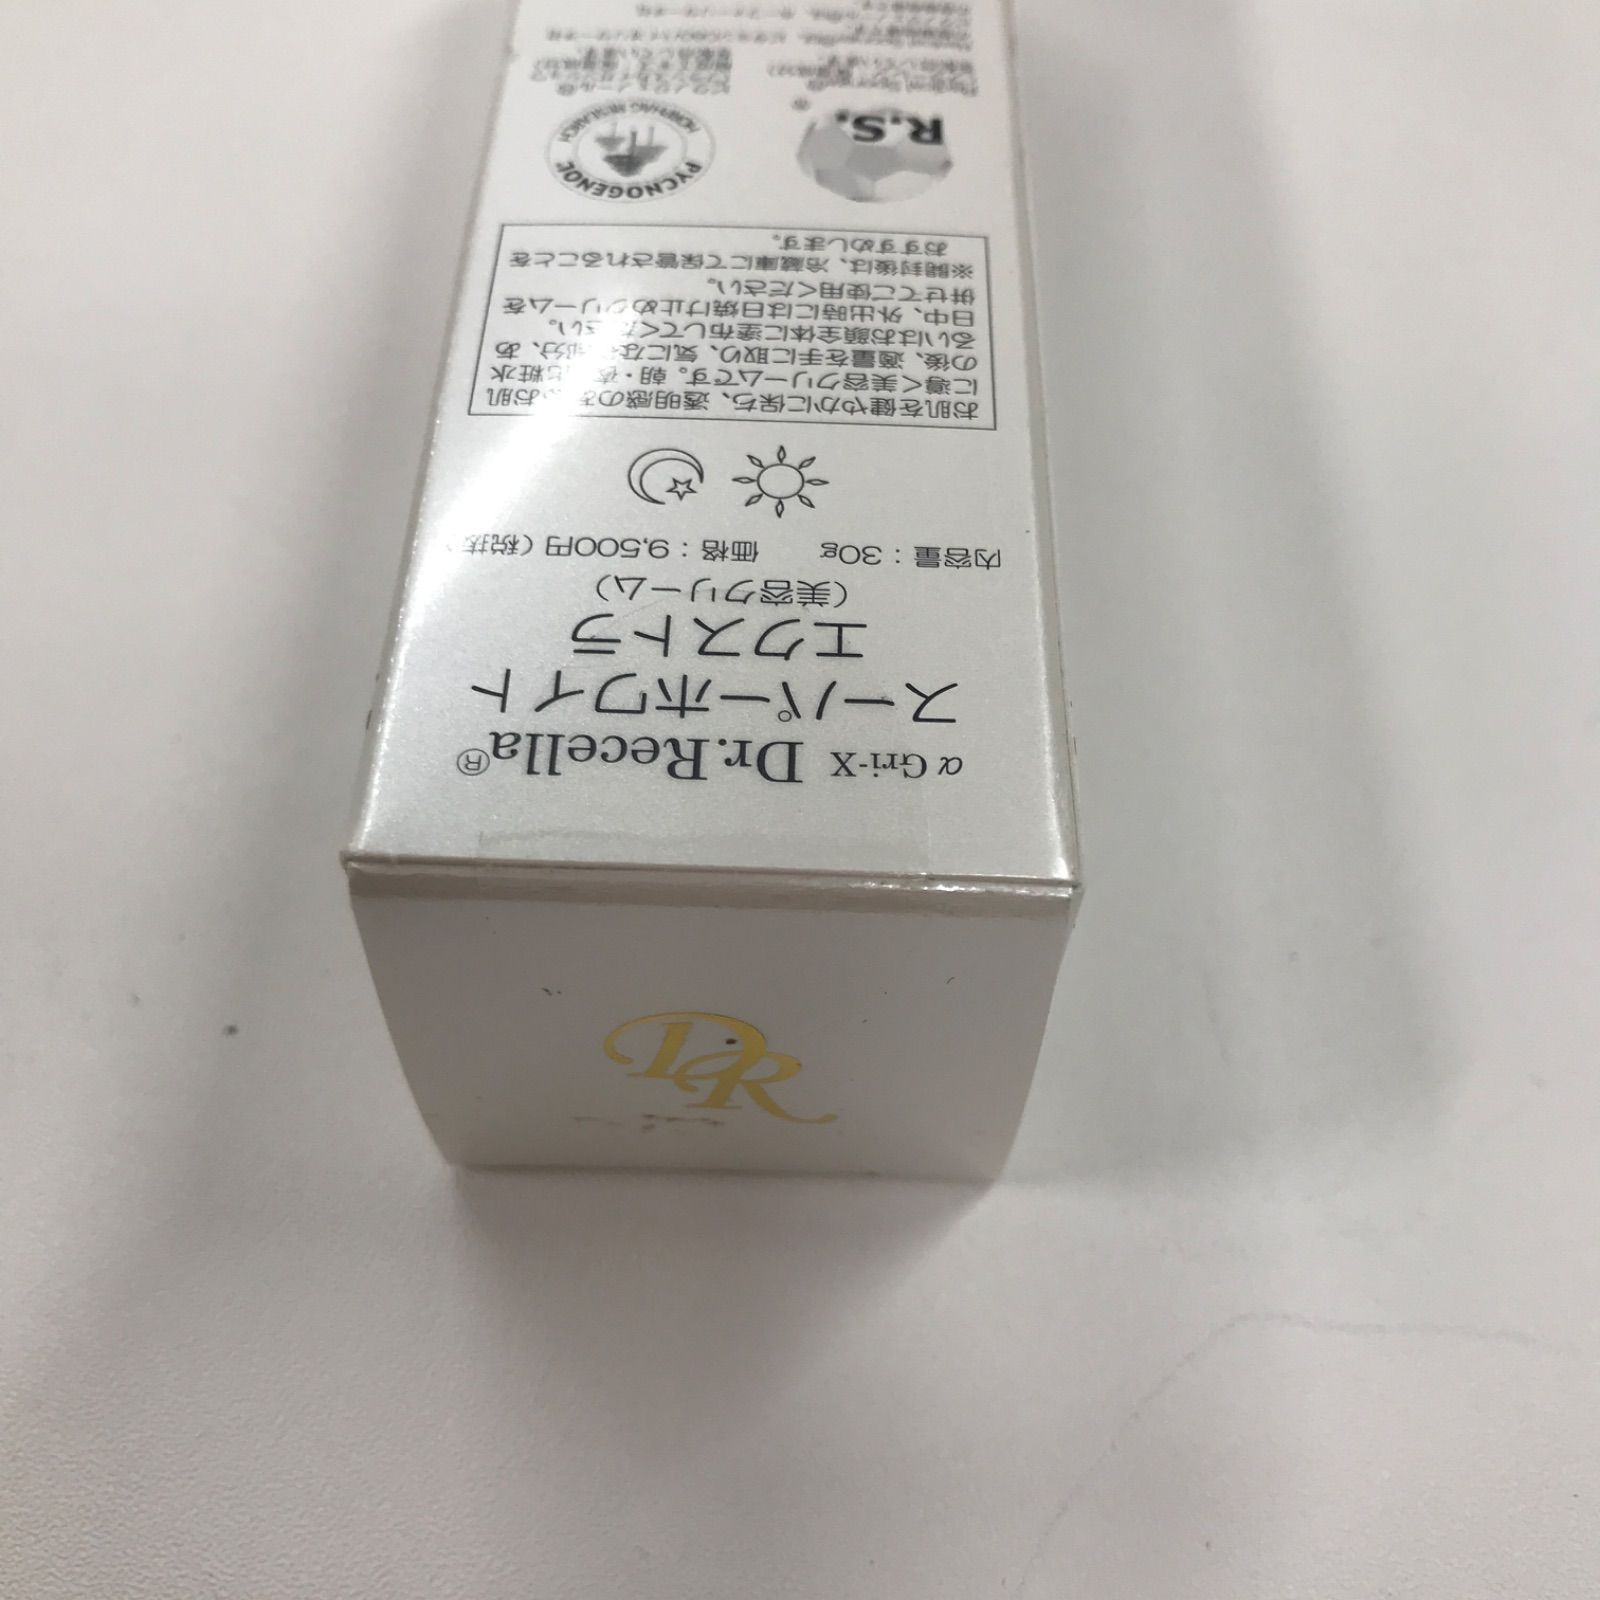 α Gri-X Dr.Recella®
スーパーホワイト
エクストラ
(美容クリーム)
内容量：30g 価格：9,500円(税抜
お肌を健やかに保ち、透明感の お肌
に導く美容クリームです。朝・夜 化粧水
の後、適量を手に取り、気にな 部分、あ
るいはお顔全体に塗布してください。
日中、外出時には日焼け止めクリームを
併せてご使用ください。
※開封後は、冷蔵庫にて保管されることを
おすすめします。
R.S.®
PYCNOGENOL®
HORPHAG RESEARCH
DR